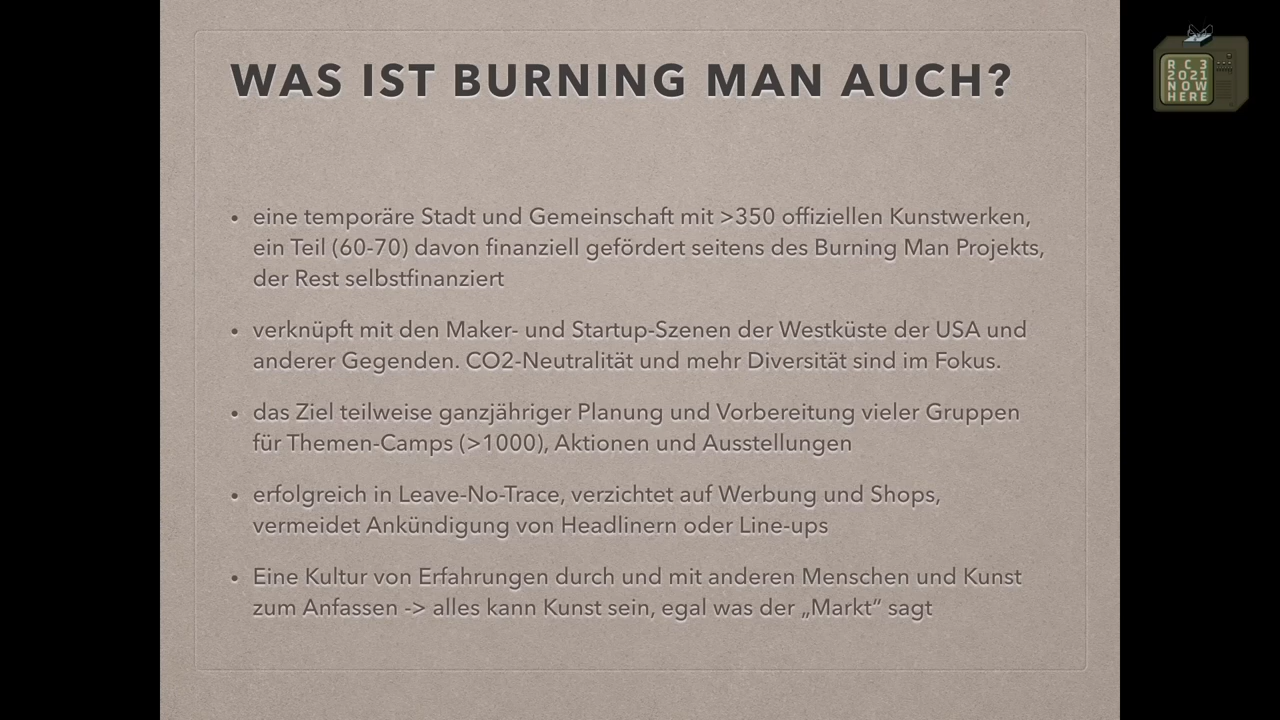 WAS IST BURNING MAN AUCH?
• eine temporäre Stadt und Gemeinschaft mit >350 offiziellen Kunstwerken,
ein Teil (60-70) davon finanziell gefördert seitens des Burning Man Projekts,
der Rest selbstfinanziert
• verknüpft mit den Maker- und Startup-Szenen der Westküste der USA und
anderer Gegenden. CO2-Neutralität und mehr Diversität sind im Fokus.
• das Ziel teilweise ganzjähriger Planung und Vorbereitung vieler Gruppen
für Themen-Camps (>1000), Aktionen und Ausstellungen
• erfolgreich in Leave-No-Trace, verzichtet auf Werbung und Shops,
vermeidet Ankündigung von Headlinern oder Line-ups
• Eine Kultur von Erfahrungen durch und mit anderen Menschen und Kunst
zum Anfassen -> alles kann Kunst sein, egal was der „Markt“ sagt
RC3
2021
NOW
HERE